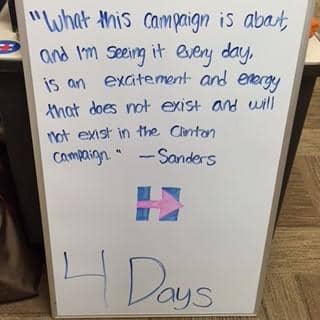 "What this campaign is about,
and I'm seeing it every day,
is an excitement and energy
that does not exist and will
not exist in the Clinton
campaign." —Sanders
H
4 Days